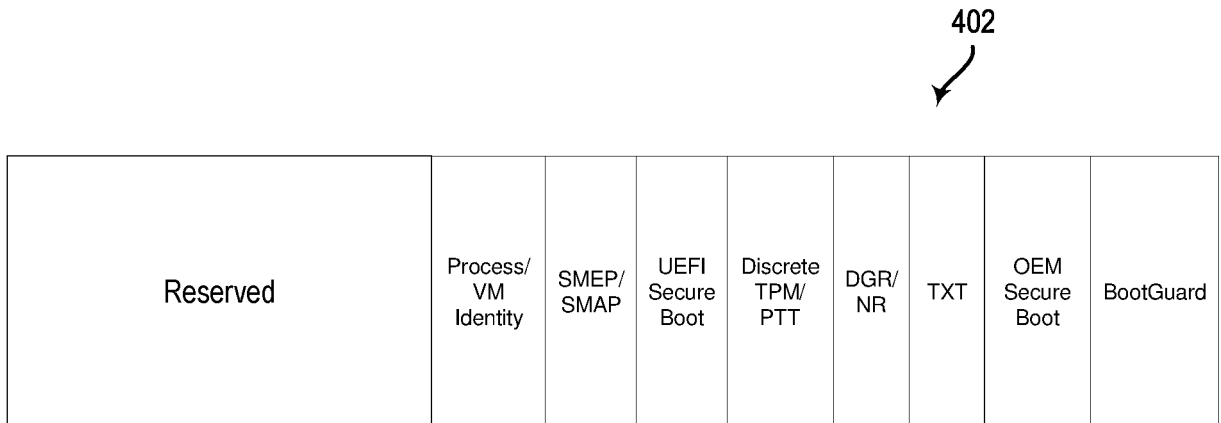 402
Reserved
Process/
VM
Identity
SMEP/
SMAP
UEFI
Secure
Boot
Discrete
TPM/
PTT
DGR/
NR
TXT
OEM
Secure
Boot
BootGuard